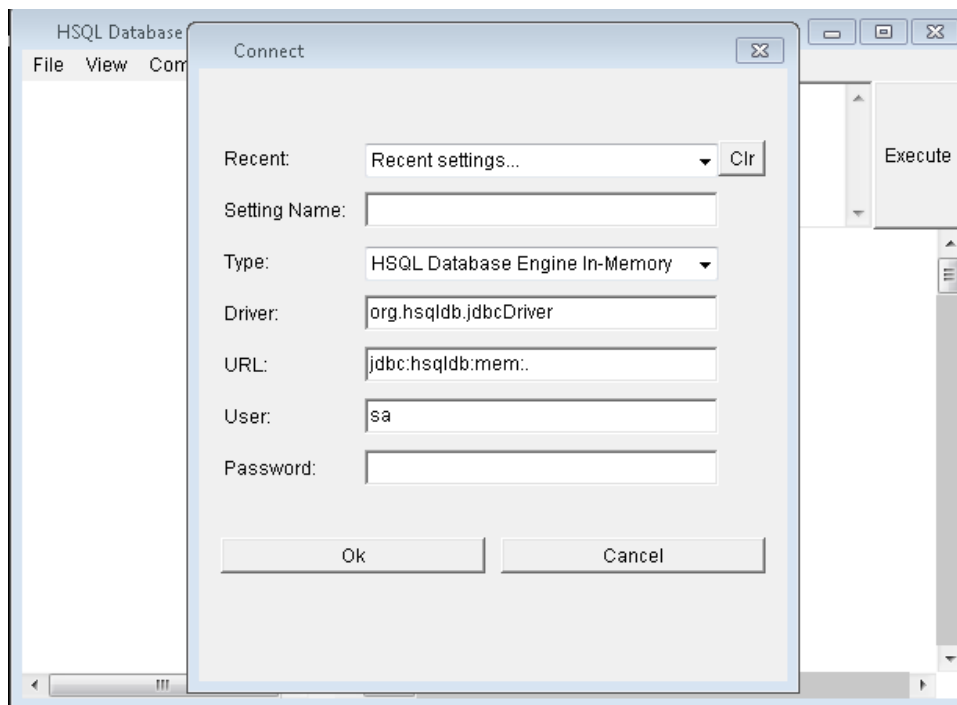 HSQL Database
Connect
File View Com
Recent: Recent settings... Clr
Execute
Setting Name:
Type: HSQL Database Engine In-Memory
Driver: org.hsqldb.jdbcDriver
URL: jdbc:hsqldb:mem:.
User: sa
Password:
Ok Cancel